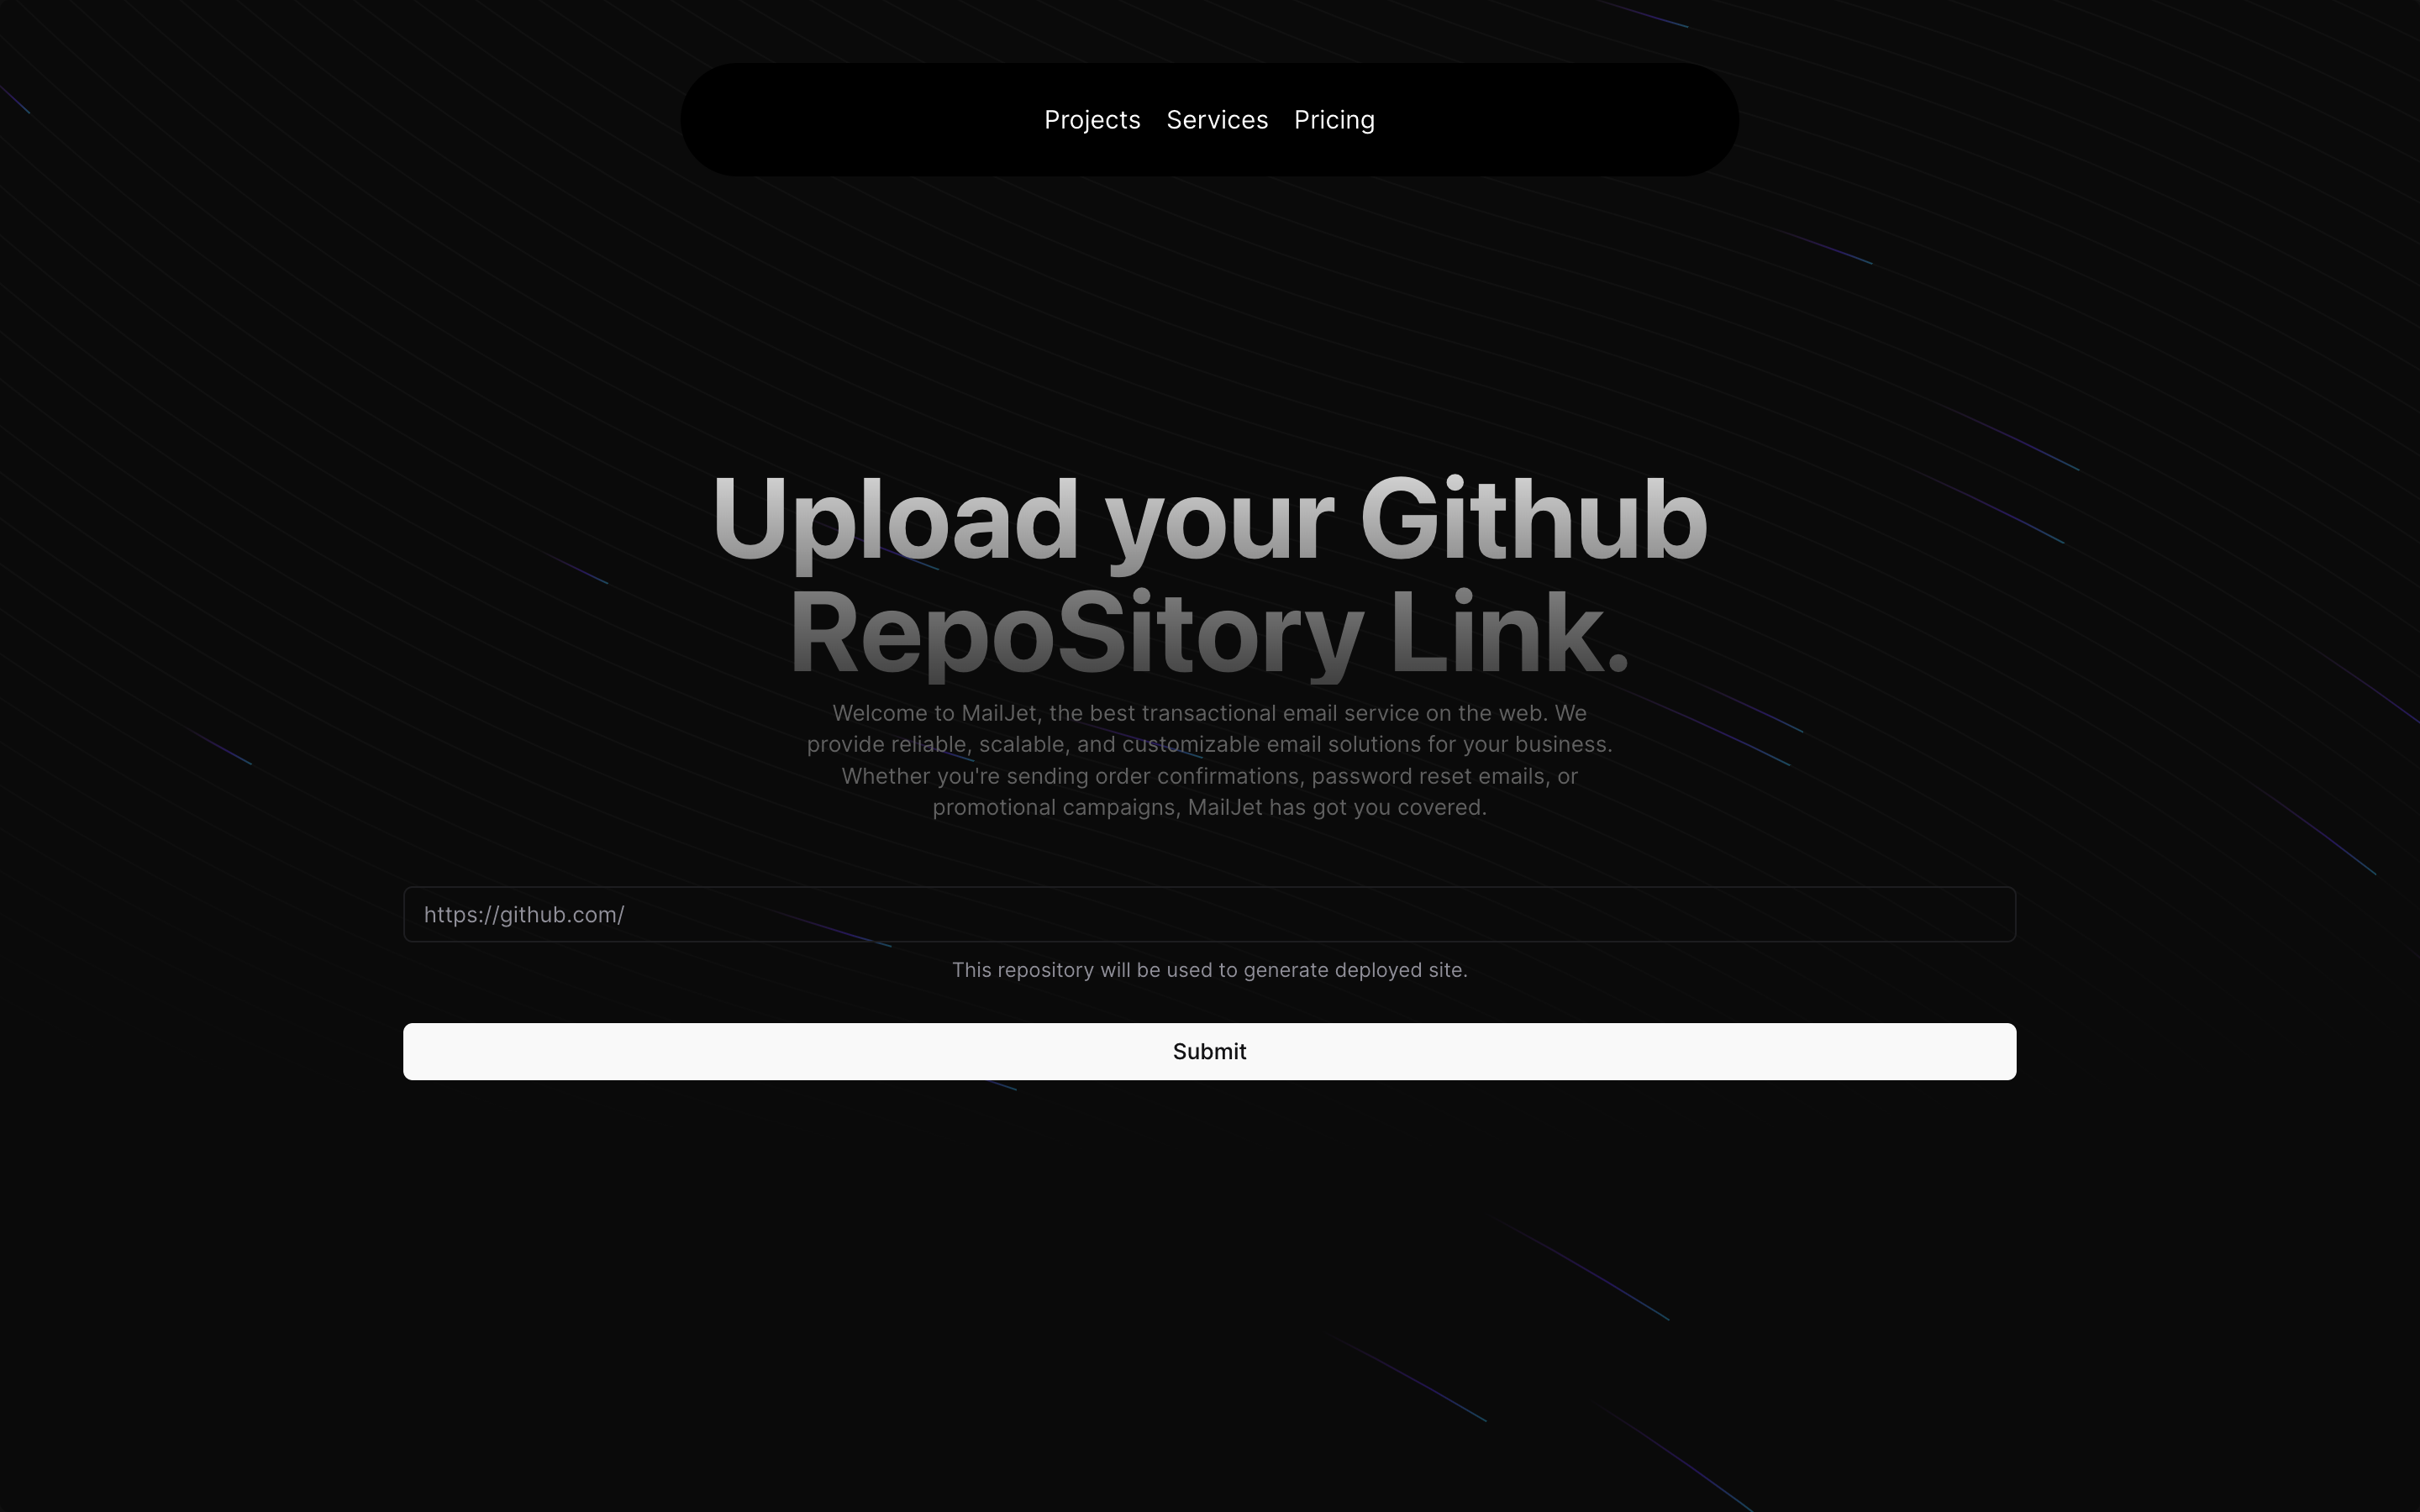 Projects Services Pricing
Upload your Github
RepoSitory Link.
Welcome to MailJet, the best transactional email service on the web. We
provide reliable, scalable, and customizable email solutions for your business.
Whether you're sending order confirmations, password reset emails, or
promotional campaigns, MailJet has got you covered.
https://github.com/
This repository will be used to generate deployed site.
Submit